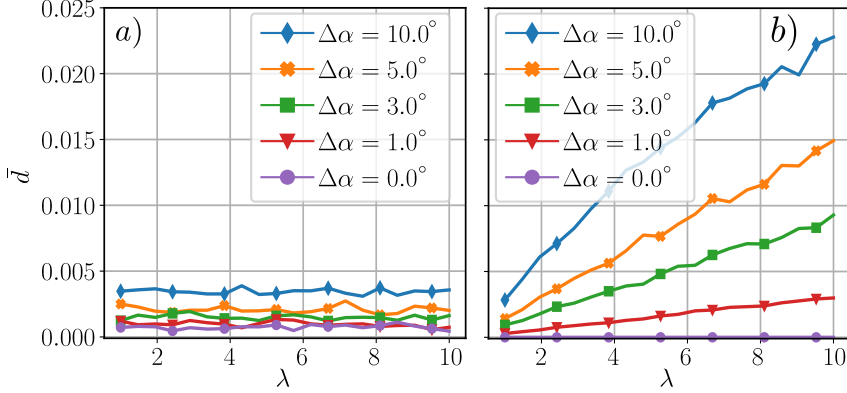 a)
Δα = 10.0°
Δα = 5.0°
Δα = 3.0°
Δα = 1.0°
Δα = 0.0°
0.025
0.020
0.015
0.010
0.005
0.000
d̄
2 4 6 8 10
λ
b)
Δα = 10.0°
Δα = 5.0°
Δα = 3.0°
Δα = 1.0°
Δα = 0.0°
2 4 6 8 10
λ